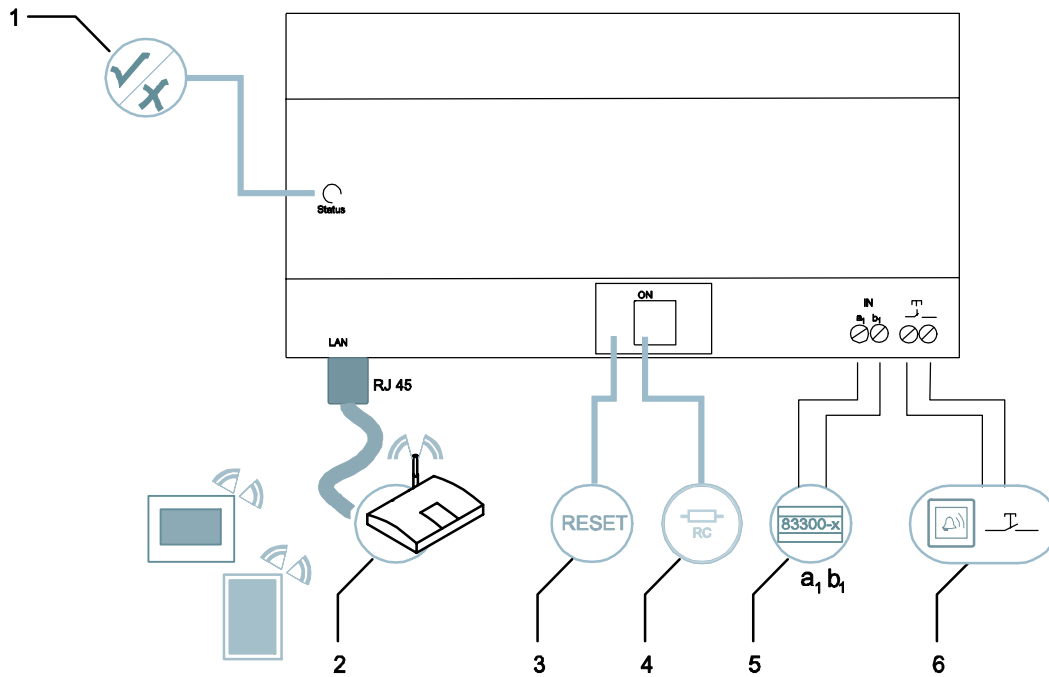 1
Status
ON
IN
a₁ b₁
LAN
RJ 45
RESET
RC
83300-x
a₁ b₁
2
3
4
5
6